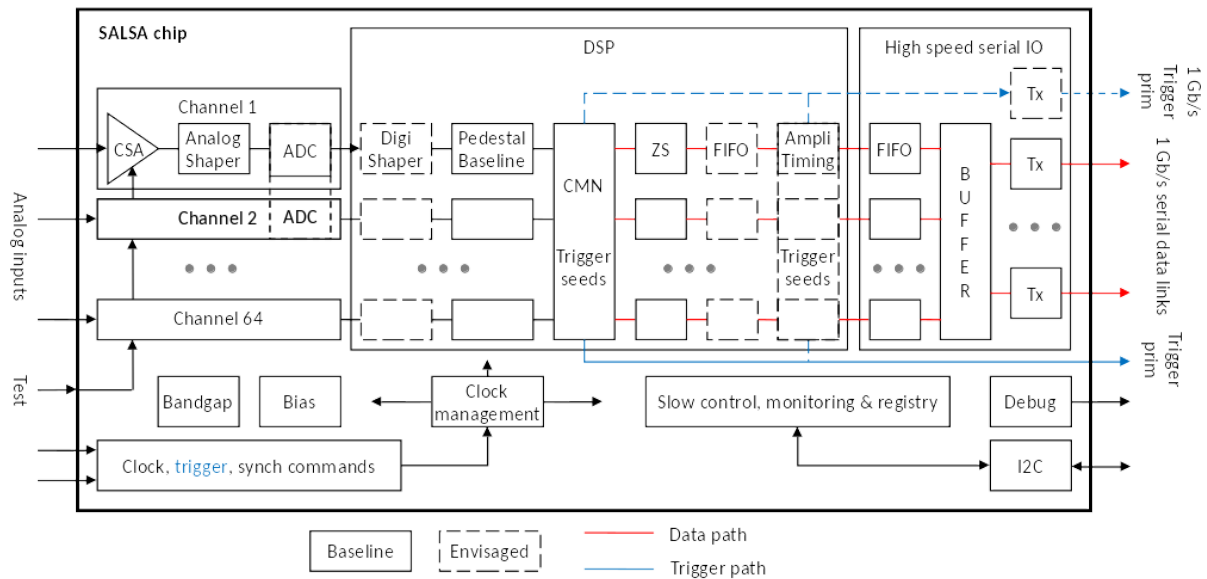 SALSA chip
DSP
High speed serial IO
Channel 1
CSA
Analog
Shaper
ADC
Digi
Shaper
Pedestal
Baseline
CMN
Trigger
seeds
ZS
FIFO
Ampli
Timing
Trigger
seeds
FIFO
BUFFER
Tx
Tx
Tx
Channel 2
ADC
Channel 64
Analog inputs
Test
1 Gb/s
Trigger
prim
1 Gb/s serial data links
Trigger
prim
Bandgap
Bias
Clock
management
Slow control, monitoring & registry
Debug
Clock, trigger, synch commands
I2C
Baseline
Envisaged
Data path
Trigger path